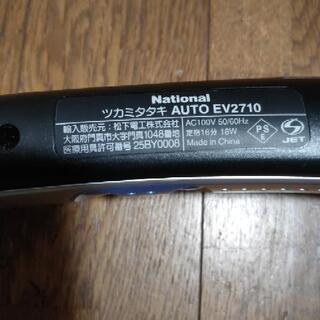 National
ツカミタタキ AUTO EV2710
輸入販売元:松下電工株式会社
大阪府門真市大字門真1048番地
医療用具許可番号 25BY0008
AC100V 50/60Hz
定格16分 18W
Made in China
PS
E
S
JET